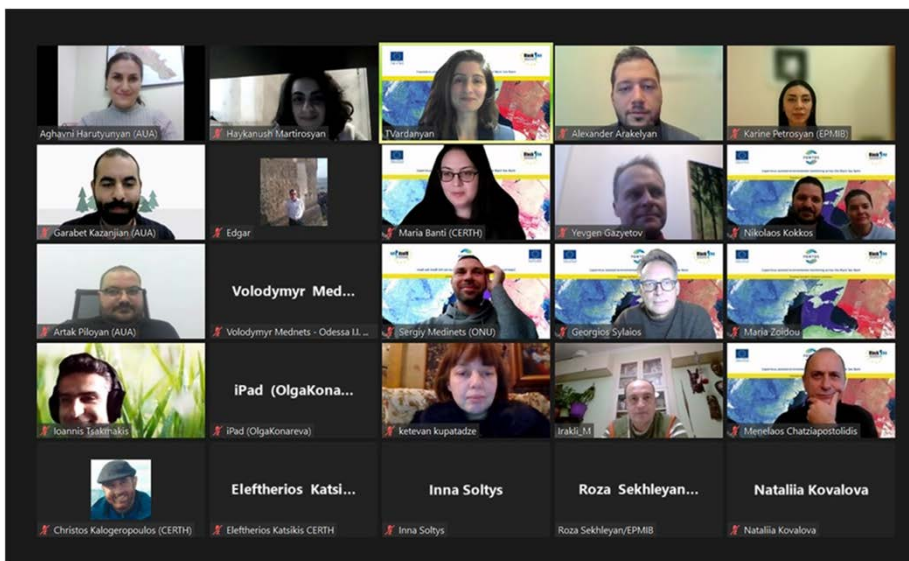 Aghavni Harutyunyan (AUA)
Haykanush Martirosyan
TVardanyan
Alexander Arakelyan
Karine Petrosyan (EPMIB)
Garabet Kazanjian (AUA)
Edgar
Maria Banti (CERTH)
Yevgen Gazyetov
PONTOS
Nikolaos Kokkos
Artak Piloyan (AUA)
Volodymyr Med...
Volodymyr Mednets - Odessa I.I. ...
Sergiy Medinets (ONU)
PONTOS
Georgios Sylaios
PONTOS
Maria Zoidou
Ioannis Tsakmakis
iPad (OlgaKona...
iPad (OlgaKonareva)
ketevan kupatadze
Irakli_M
Menelaos Chatziapostolidis
Christos Kalogeropoulos (CERTH)
Eleftherios Katsi...
Eleftherios Katsikis CERTH
Inna Soltys
Inna Soltys
Roza Sekhleyan...
Roza Sekhleyan/EPMIB
Nataliia Kovalova
Nataliia Kovalova